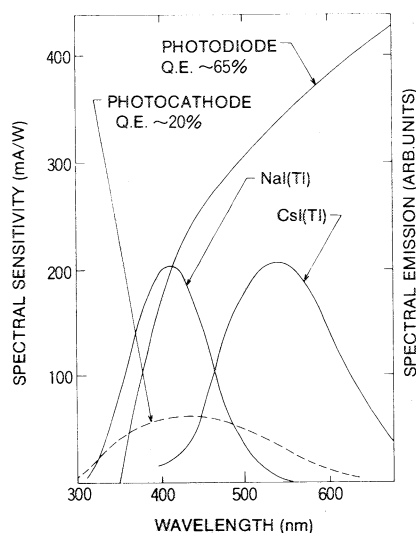 400
300
200
100
300
400
500
600
SPECTRAL SENSITIVITY (mA/W)
SPECTRAL EMISSION (ARB.UNITS)
WAVELENGTH (nm)
PHOTODIODE
Q.E. ~65%
PHOTOCATHODE
Q.E. ~20%
NaI(Tl)
CsI(Tl)